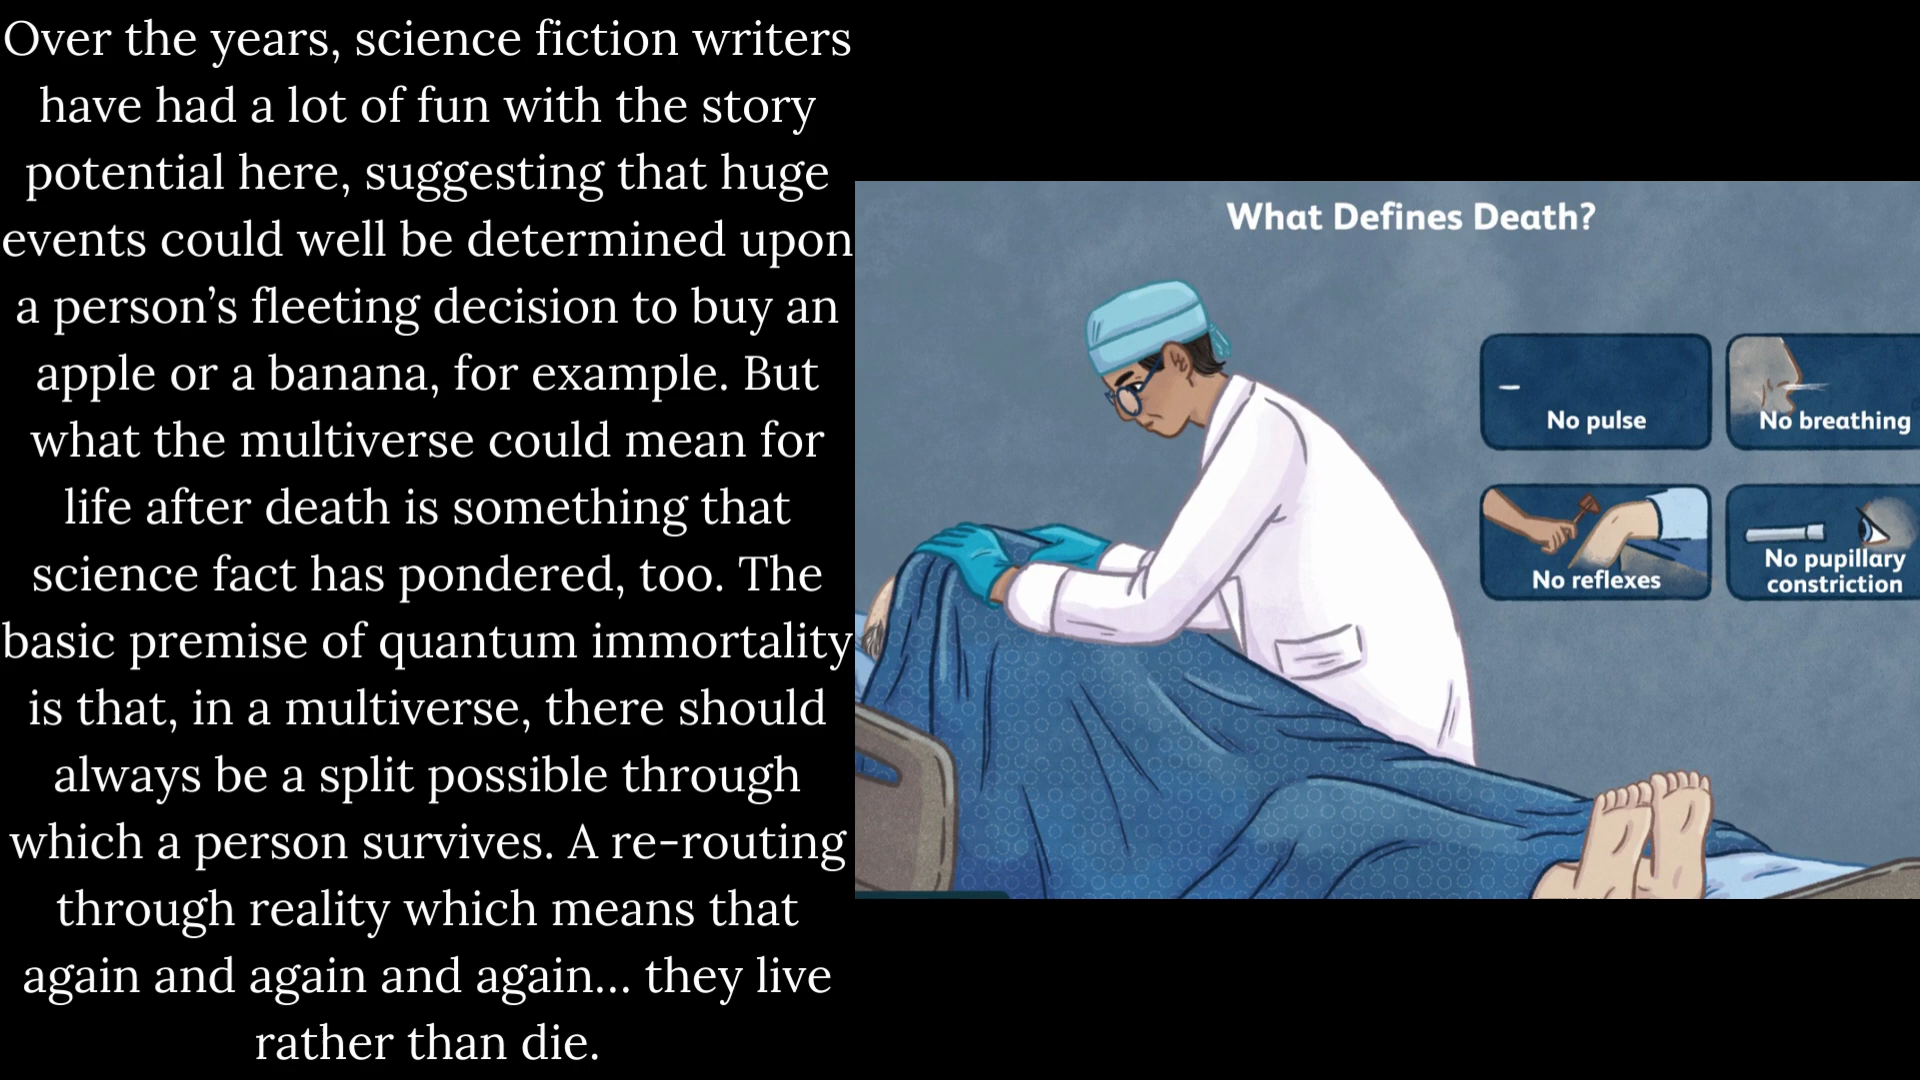 Over the years, science fiction writers
have had a lot of fun with the story
potential here, suggesting that huge
events could well be determined upon
a person’s fleeting decision to buy an
apple or a banana, for example. But
what the multiverse could mean for
life after death is something that
science fact has pondered, too. The
basic premise of quantum immortality
is that, in a multiverse, there should
always be a split possible through
which a person survives. A re-routing
through reality which means that
again and again and again... they live
rather than die.
What Defines Death?
No pulse
No breathing
No reflexes
No pupillary
constriction